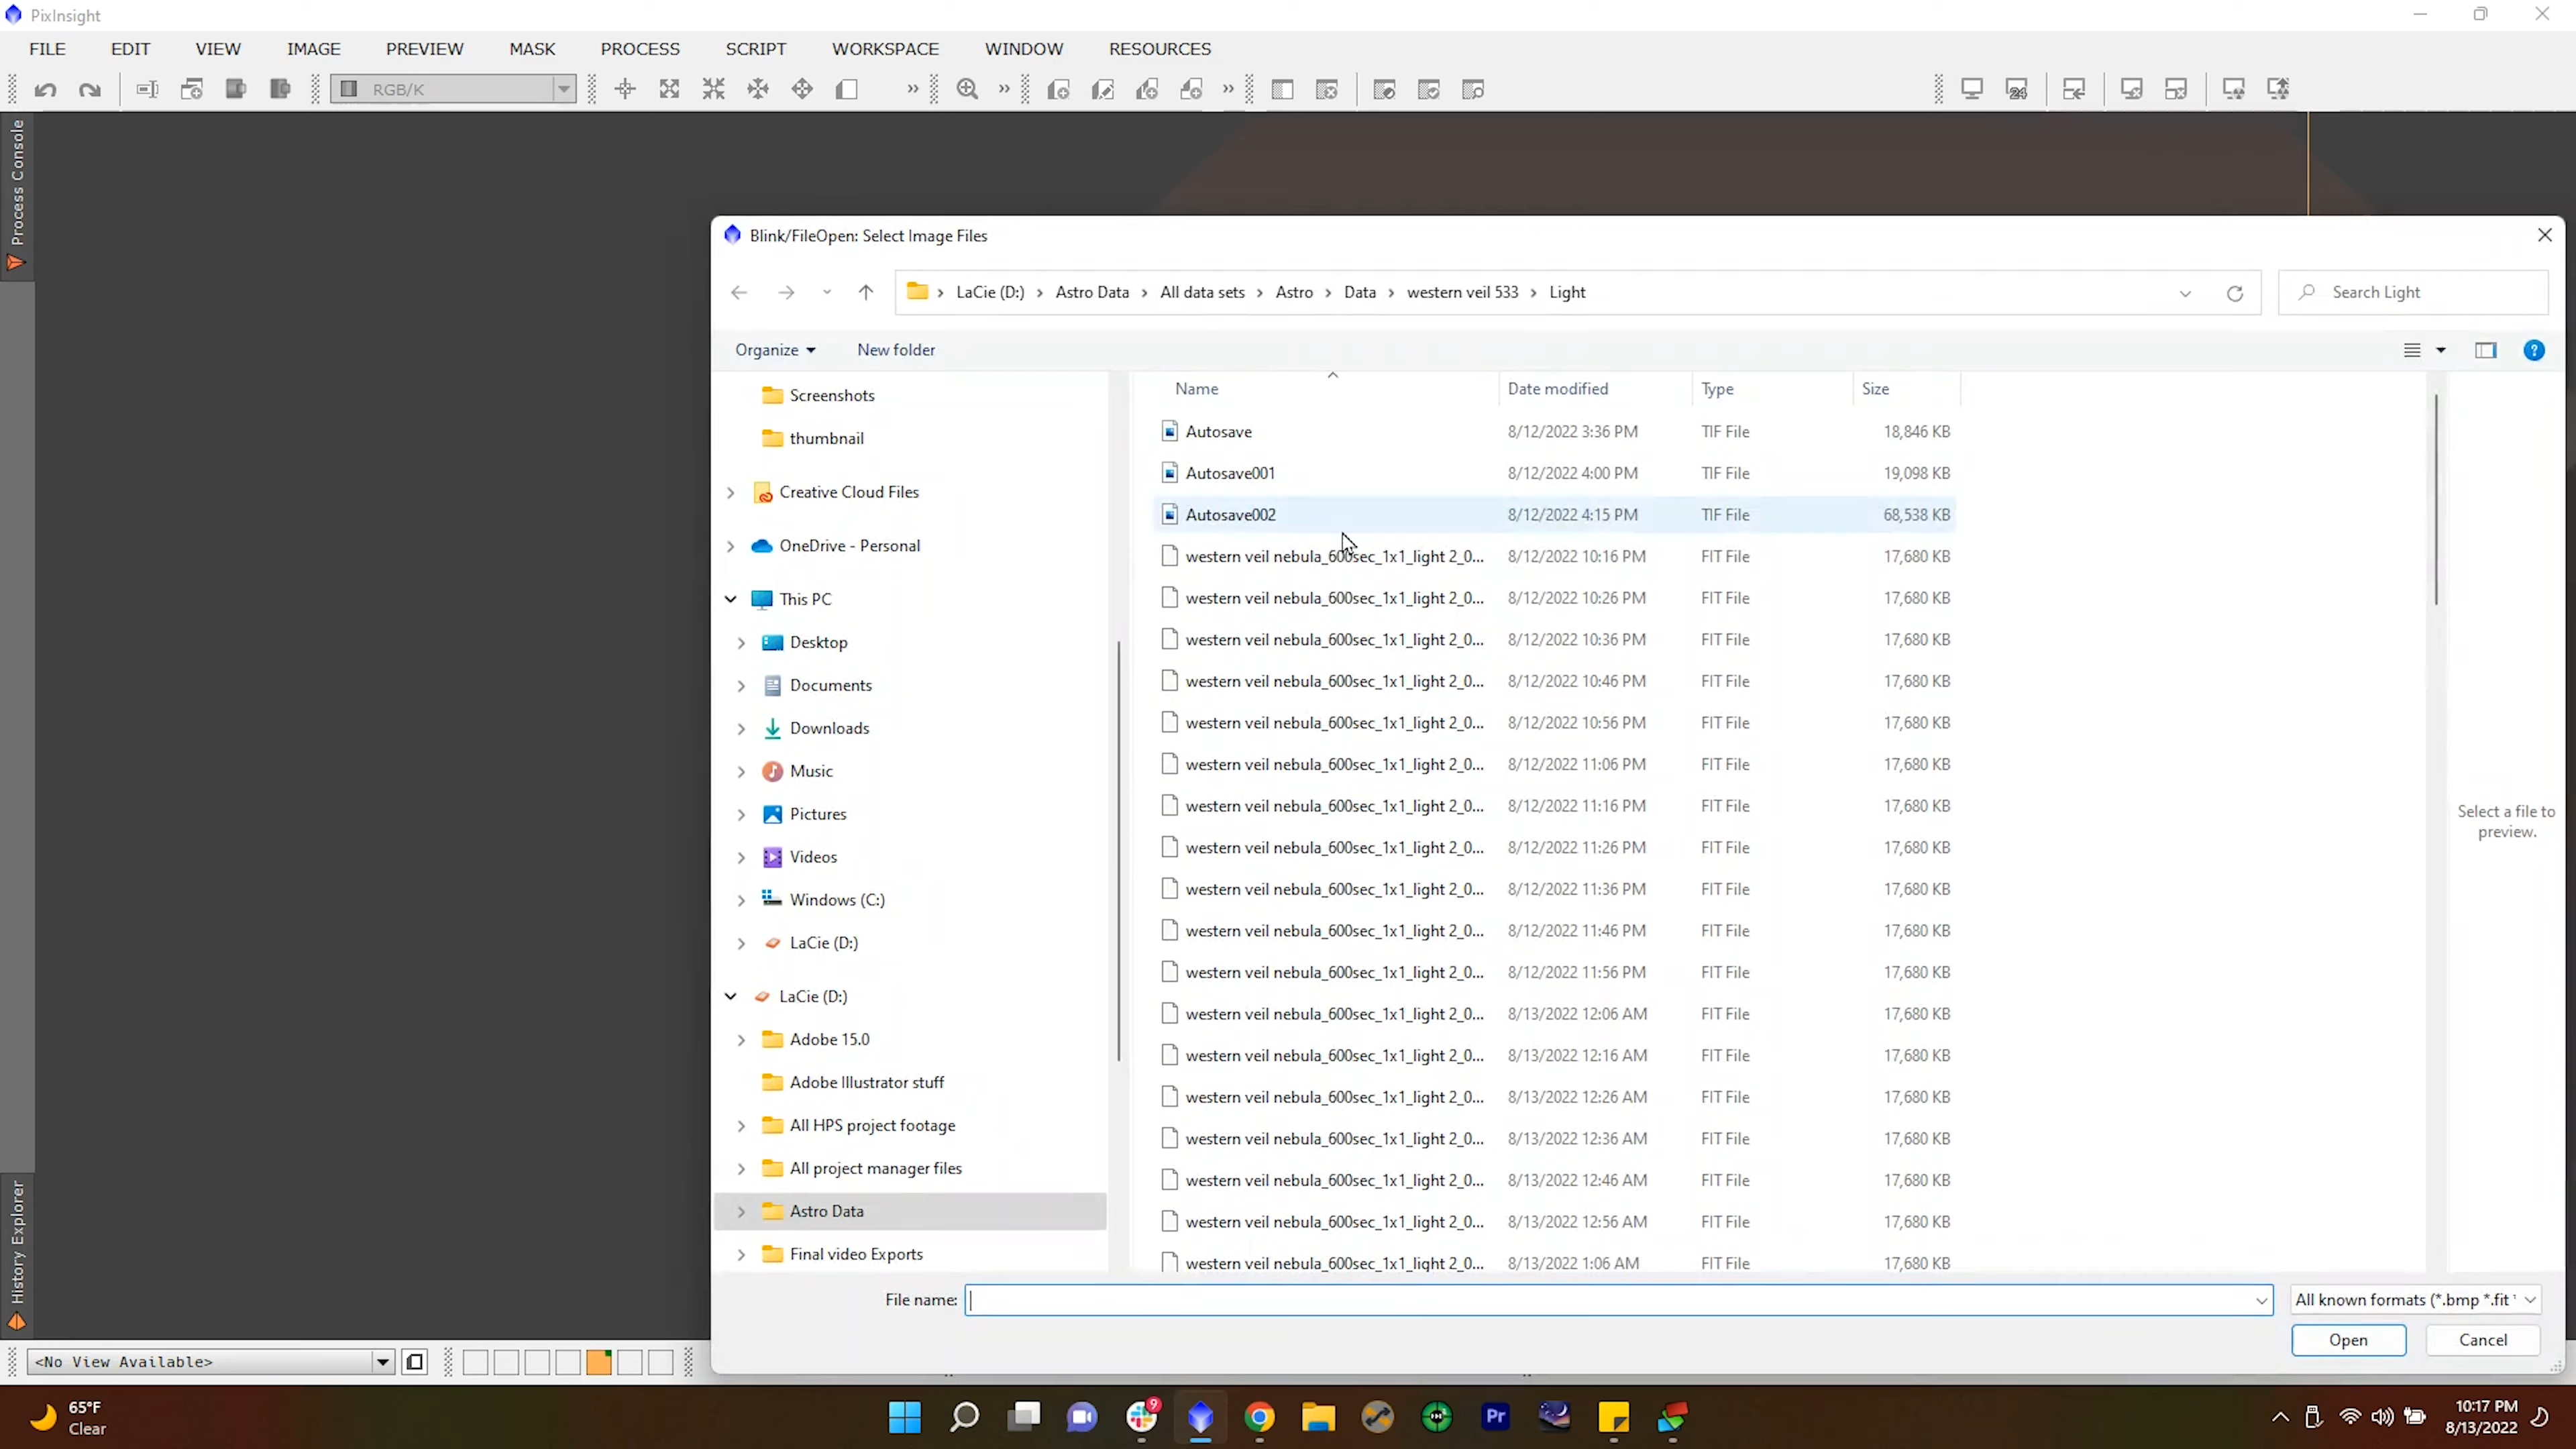 PixInsight
FILE EDIT VIEW IMAGE PREVIEW MASK PROCESS SCRIPT WORKSPACE WINDOW RESOURCES
RGB/K
24
Process Console
Blink/FileOpen: Select Image Files
LaCie (D:) › Astro Data › All data sets › Astro › Data › western veil 533 › Light
Search Light
Organize New folder
Screenshots
thumbnail
Creative Cloud Files
OneDrive - Personal
This PC
Desktop
Documents
Downloads
Music
Pictures
Videos
Windows (C:)
LaCie (D:)
LaCie (D:)
Adobe 15.0
Adobe Illustrator stuff
All HPS project footage
All project manager files
Astro Data
Final video Exports
Name Date modified Type Size
Autosave 8/12/2022 3:36 PM TIF File 18,846 KB
Autosave001 8/12/2022 4:00 PM TIF File 19,098 KB
Autosave002 8/12/2022 4:15 PM TIF File 68,538 KB
western veil nebula_600sec_1x1_light 2_0... 8/12/2022 10:16 PM FIT File 17,680 KB
western veil nebula_600sec_1x1_light 2_0... 8/12/2022 10:26 PM FIT File 17,680 KB
western veil nebula_600sec_1x1_light 2_0... 8/12/2022 10:36 PM FIT File 17,680 KB
western veil nebula_600sec_1x1_light 2_0... 8/12/2022 10:46 PM FIT File 17,680 KB
western veil nebula_600sec_1x1_light 2_0... 8/12/2022 10:56 PM FIT File 17,680 KB
western veil nebula_600sec_1x1_light 2_0... 8/12/2022 11:06 PM FIT File 17,680 KB
western veil nebula_600sec_1x1_light 2_0... 8/12/2022 11:16 PM FIT File 17,680 KB
western veil nebula_600sec_1x1_light 2_0... 8/12/2022 11:26 PM FIT File 17,680 KB
western veil nebula_600sec_1x1_light 2_0... 8/12/2022 11:36 PM FIT File 17,680 KB
western veil nebula_600sec_1x1_light 2_0... 8/12/2022 11:46 PM FIT File 17,680 KB
western veil nebula_600sec_1x1_light 2_0... 8/12/2022 11:56 PM FIT File 17,680 KB
western veil nebula_600sec_1x1_light 2_0... 8/13/2022 12:06 AM FIT File 17,680 KB
western veil nebula_600sec_1x1_light 2_0... 8/13/2022 12:16 AM FIT File 17,680 KB
western veil nebula_600sec_1x1_light 2_0... 8/13/2022 12:26 AM FIT File 17,680 KB
western veil nebula_600sec_1x1_light 2_0... 8/13/2022 12:36 AM FIT File 17,680 KB
western veil nebula_600sec_1x1_light 2_0... 8/13/2022 12:46 AM FIT File 17,680 KB
western veil nebula_600sec_1x1_light 2_0... 8/13/2022 12:56 AM FIT File 17,680 KB
western veil nebula_600sec_1x1_light 2_0... 8/13/2022 1:06 AM FIT File 17,680 KB
Select a file to
preview.
File name:
All known formats (*.bmp *.fit *
Open Cancel
History Explorer
<No View Available>
65°F
Clear
9
Pr
10:17 PM
8/13/2022